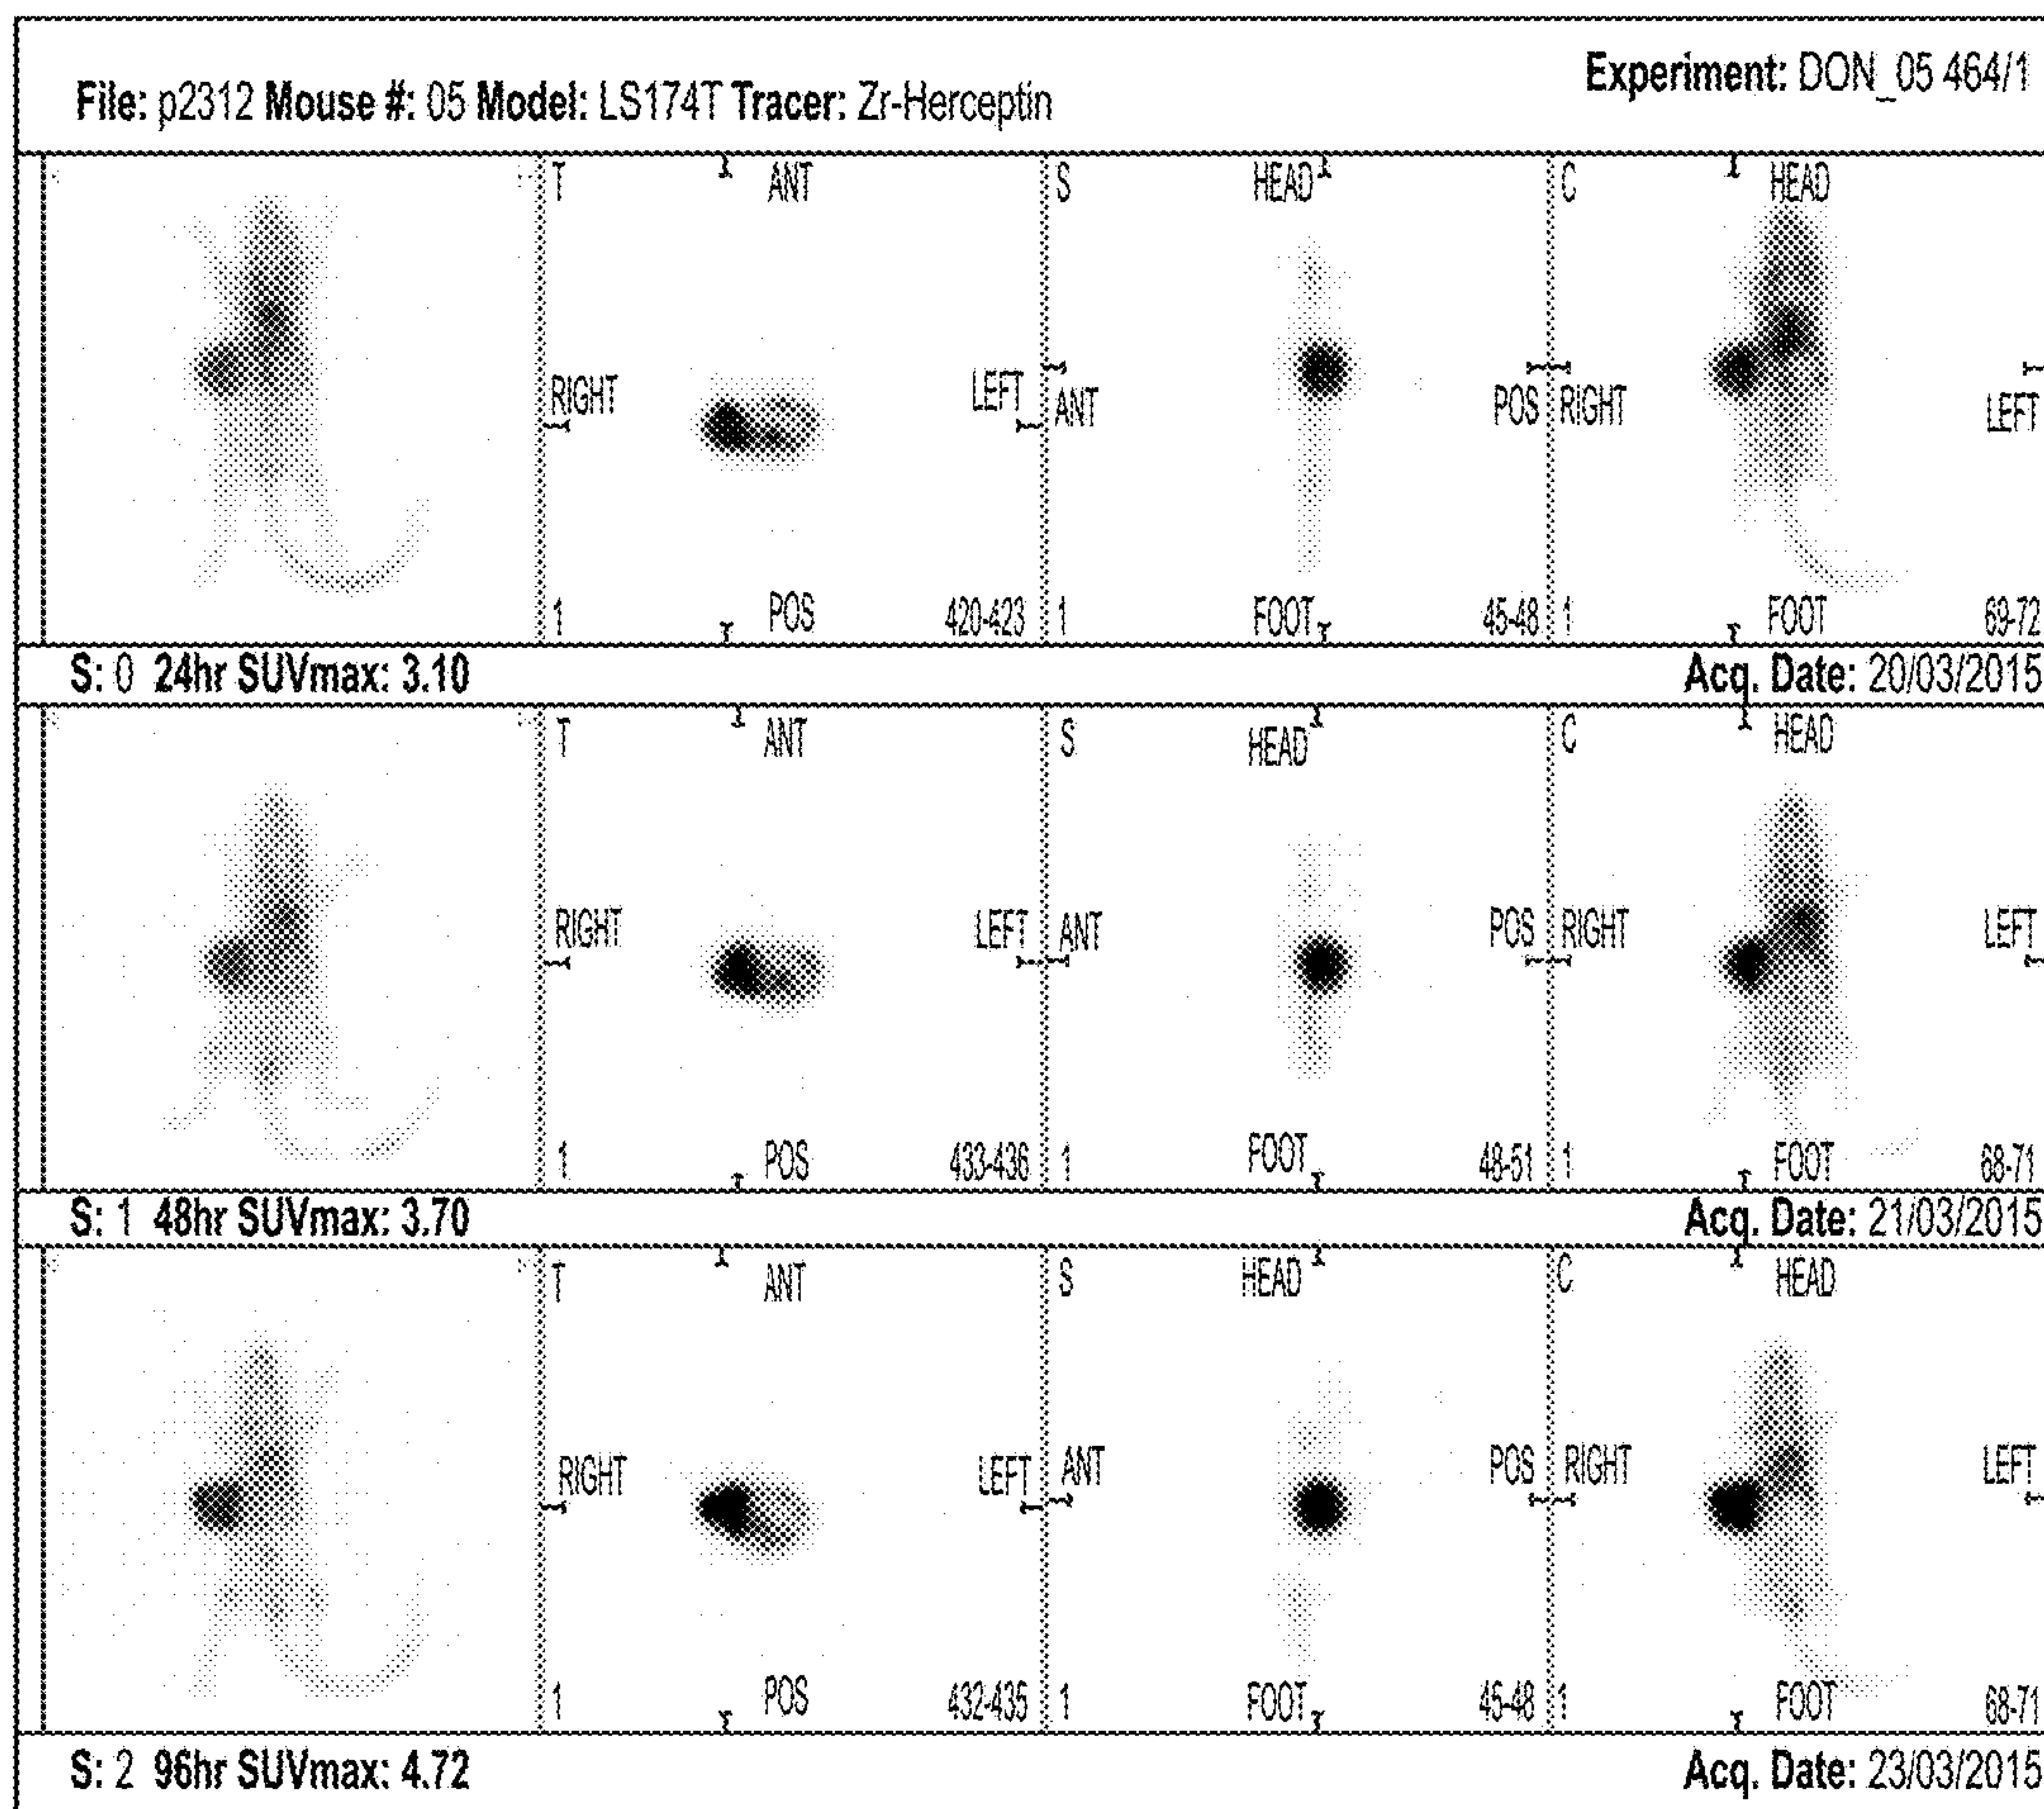 Experiment: DON_05 464/1
File: p2312 Mouse #: 05 Model: LS174T Tracer: Zr-Herceptin
T ANT S HEAD C HEAD
RIGHT LEFT ANT POS RIGHT LEFT
1 POS 420-423 1 FOOT 45-48 1 FOOT 69-72
S: 0 24hr SUVmax: 3.10 Acq. Date: 20/03/2015
T ANT S HEAD C HEAD
RIGHT LEFT ANT POS RIGHT LEFT
1 POS 433-436 1 FOOT 48-51 1 FOOT 68-71
S: 1 48hr SUVmax: 3.70 Acq. Date: 21/03/2015
T ANT S HEAD C HEAD
RIGHT LEFT ANT POS RIGHT LEFT
1 POS 432-435 1 FOOT 45-48 1 FOOT 68-71
S: 2 96hr SUVmax: 4.72 Acq. Date: 23/03/2015